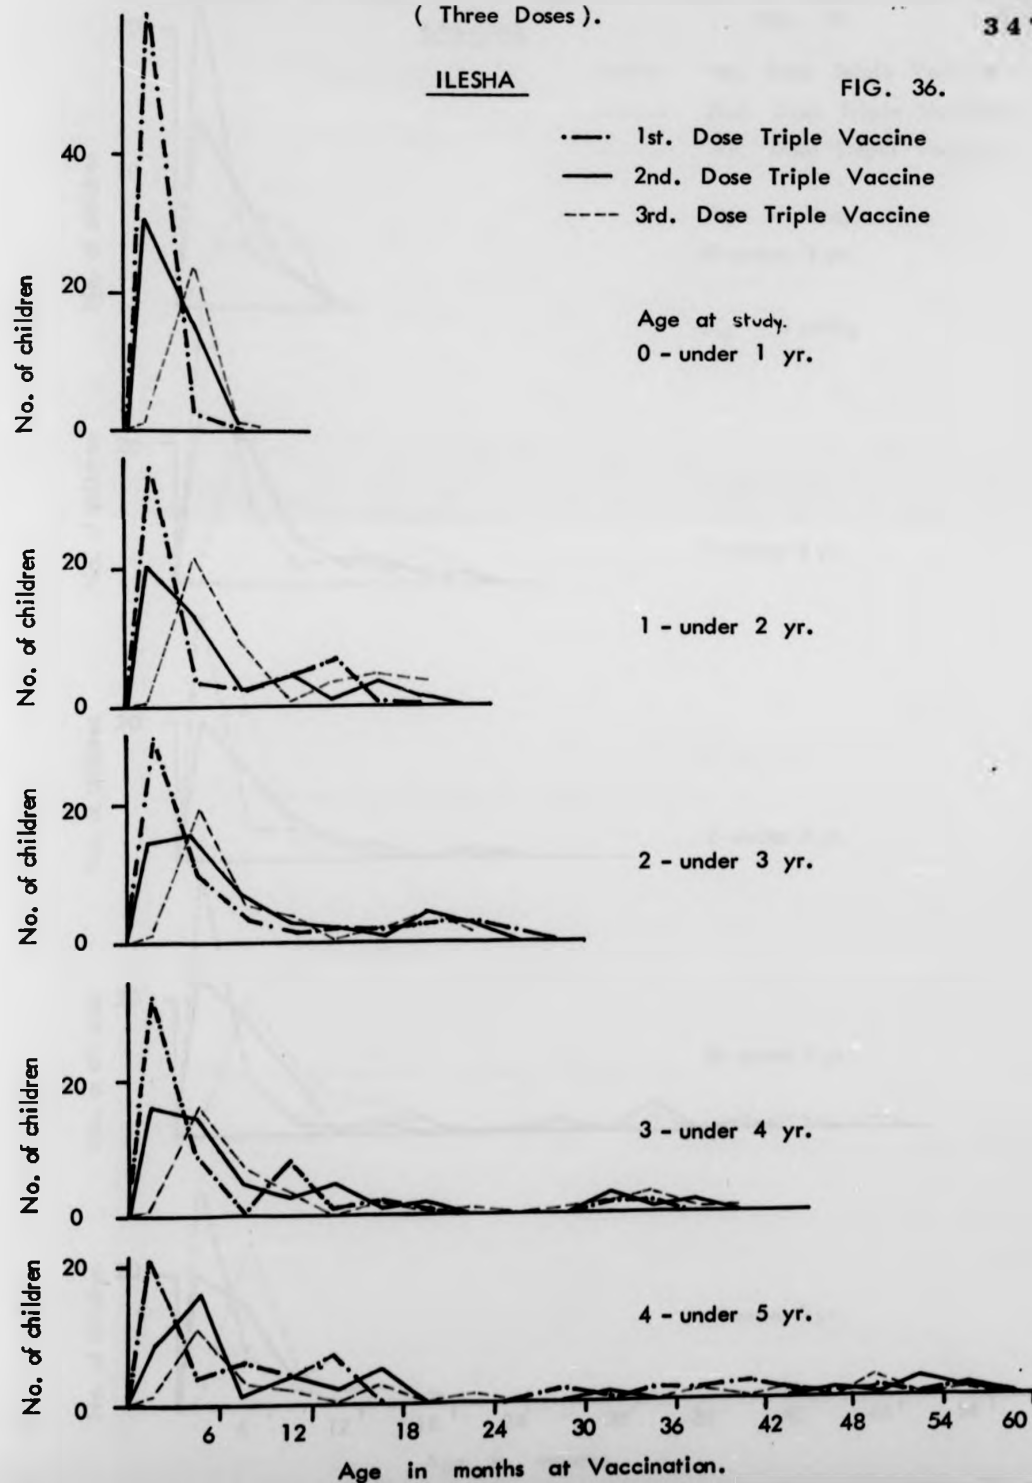 ( Three Doses).
34
ILESHA
FIG. 36.
1st. Dose Triple Vaccine
2nd. Dose Triple Vaccine
3rd. Dose Triple Vaccine
No. of children
40
20
0
Age at study.
0 - under 1 yr.
No. of children
20
0
1 - under 2 yr.
No. of children
20
0
2 - under 3 yr.
No. of children
20
0
3 - under 4 yr.
No. of children
20
0
4 - under 5 yr.
6 12 18 24 30 36 42 48 54 60
Age in months at Vaccination.